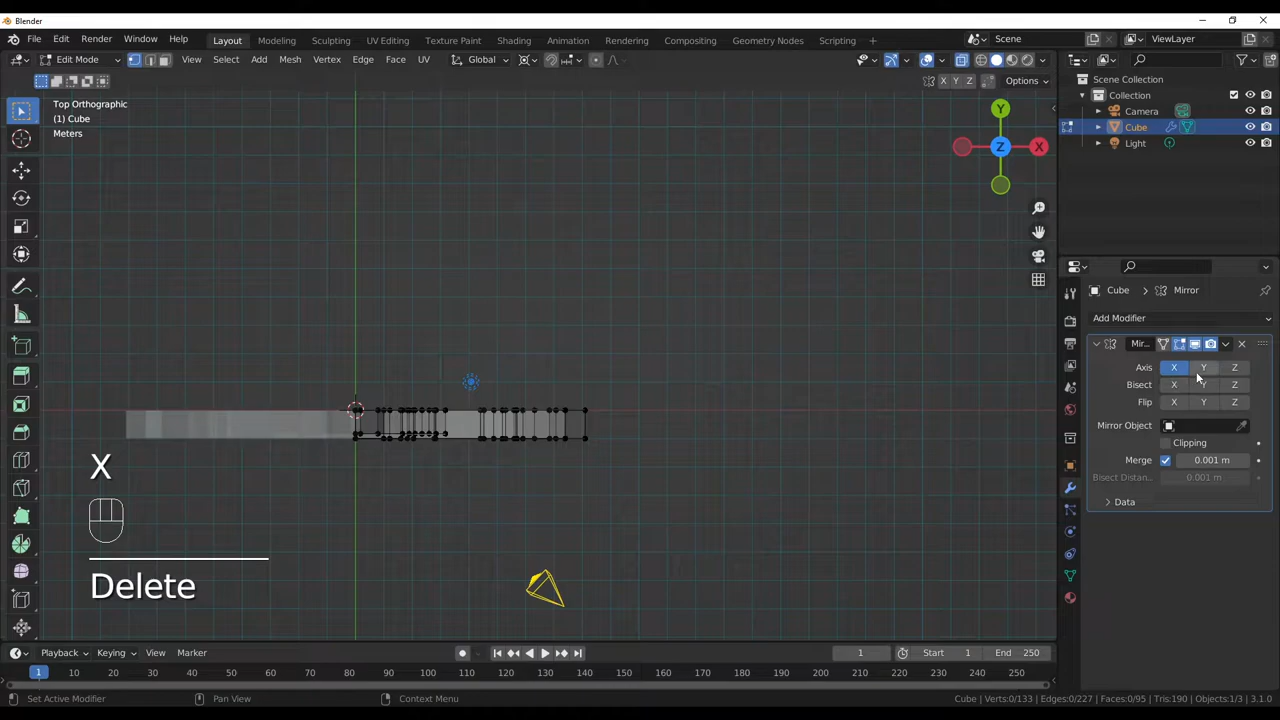 Blender
File Edit Render Window Help Layout Modeling Sculpting UV Editing Texture Paint Shading Animation Rendering Compositing Geometry Nodes Scripting + Scene ViewLayer
Edit Mode View Select Add Mesh Vertex Edge Face UV Global
X Y Z Options
Top Orthographic
(1) Cube
Meters
Y
Z
X
Scene Collection
Collection
Camera
Cube
Light
Cube Mirror
Add Modifier
Mir...
Axis X Y Z
Bisect X Y Z
Flip X Y Z
Mirror Object
Clipping
Merge 0.001 m
Bisect Distan.. 0.001 m
Data
X
Delete
Playback Keying View Marker 1 Start 1 End 250
1 10 20 30 40 50 60 70 80 90 100 110 120 130 140 150 160 170 180 190 200 210 220 230 240 250
Set Active Modifier Pan View Context Menu Cube | Verts:0/133 | Edges:0/227 | Faces:0/95 | Tris:190 | Objects:1/3 | 3.1.0